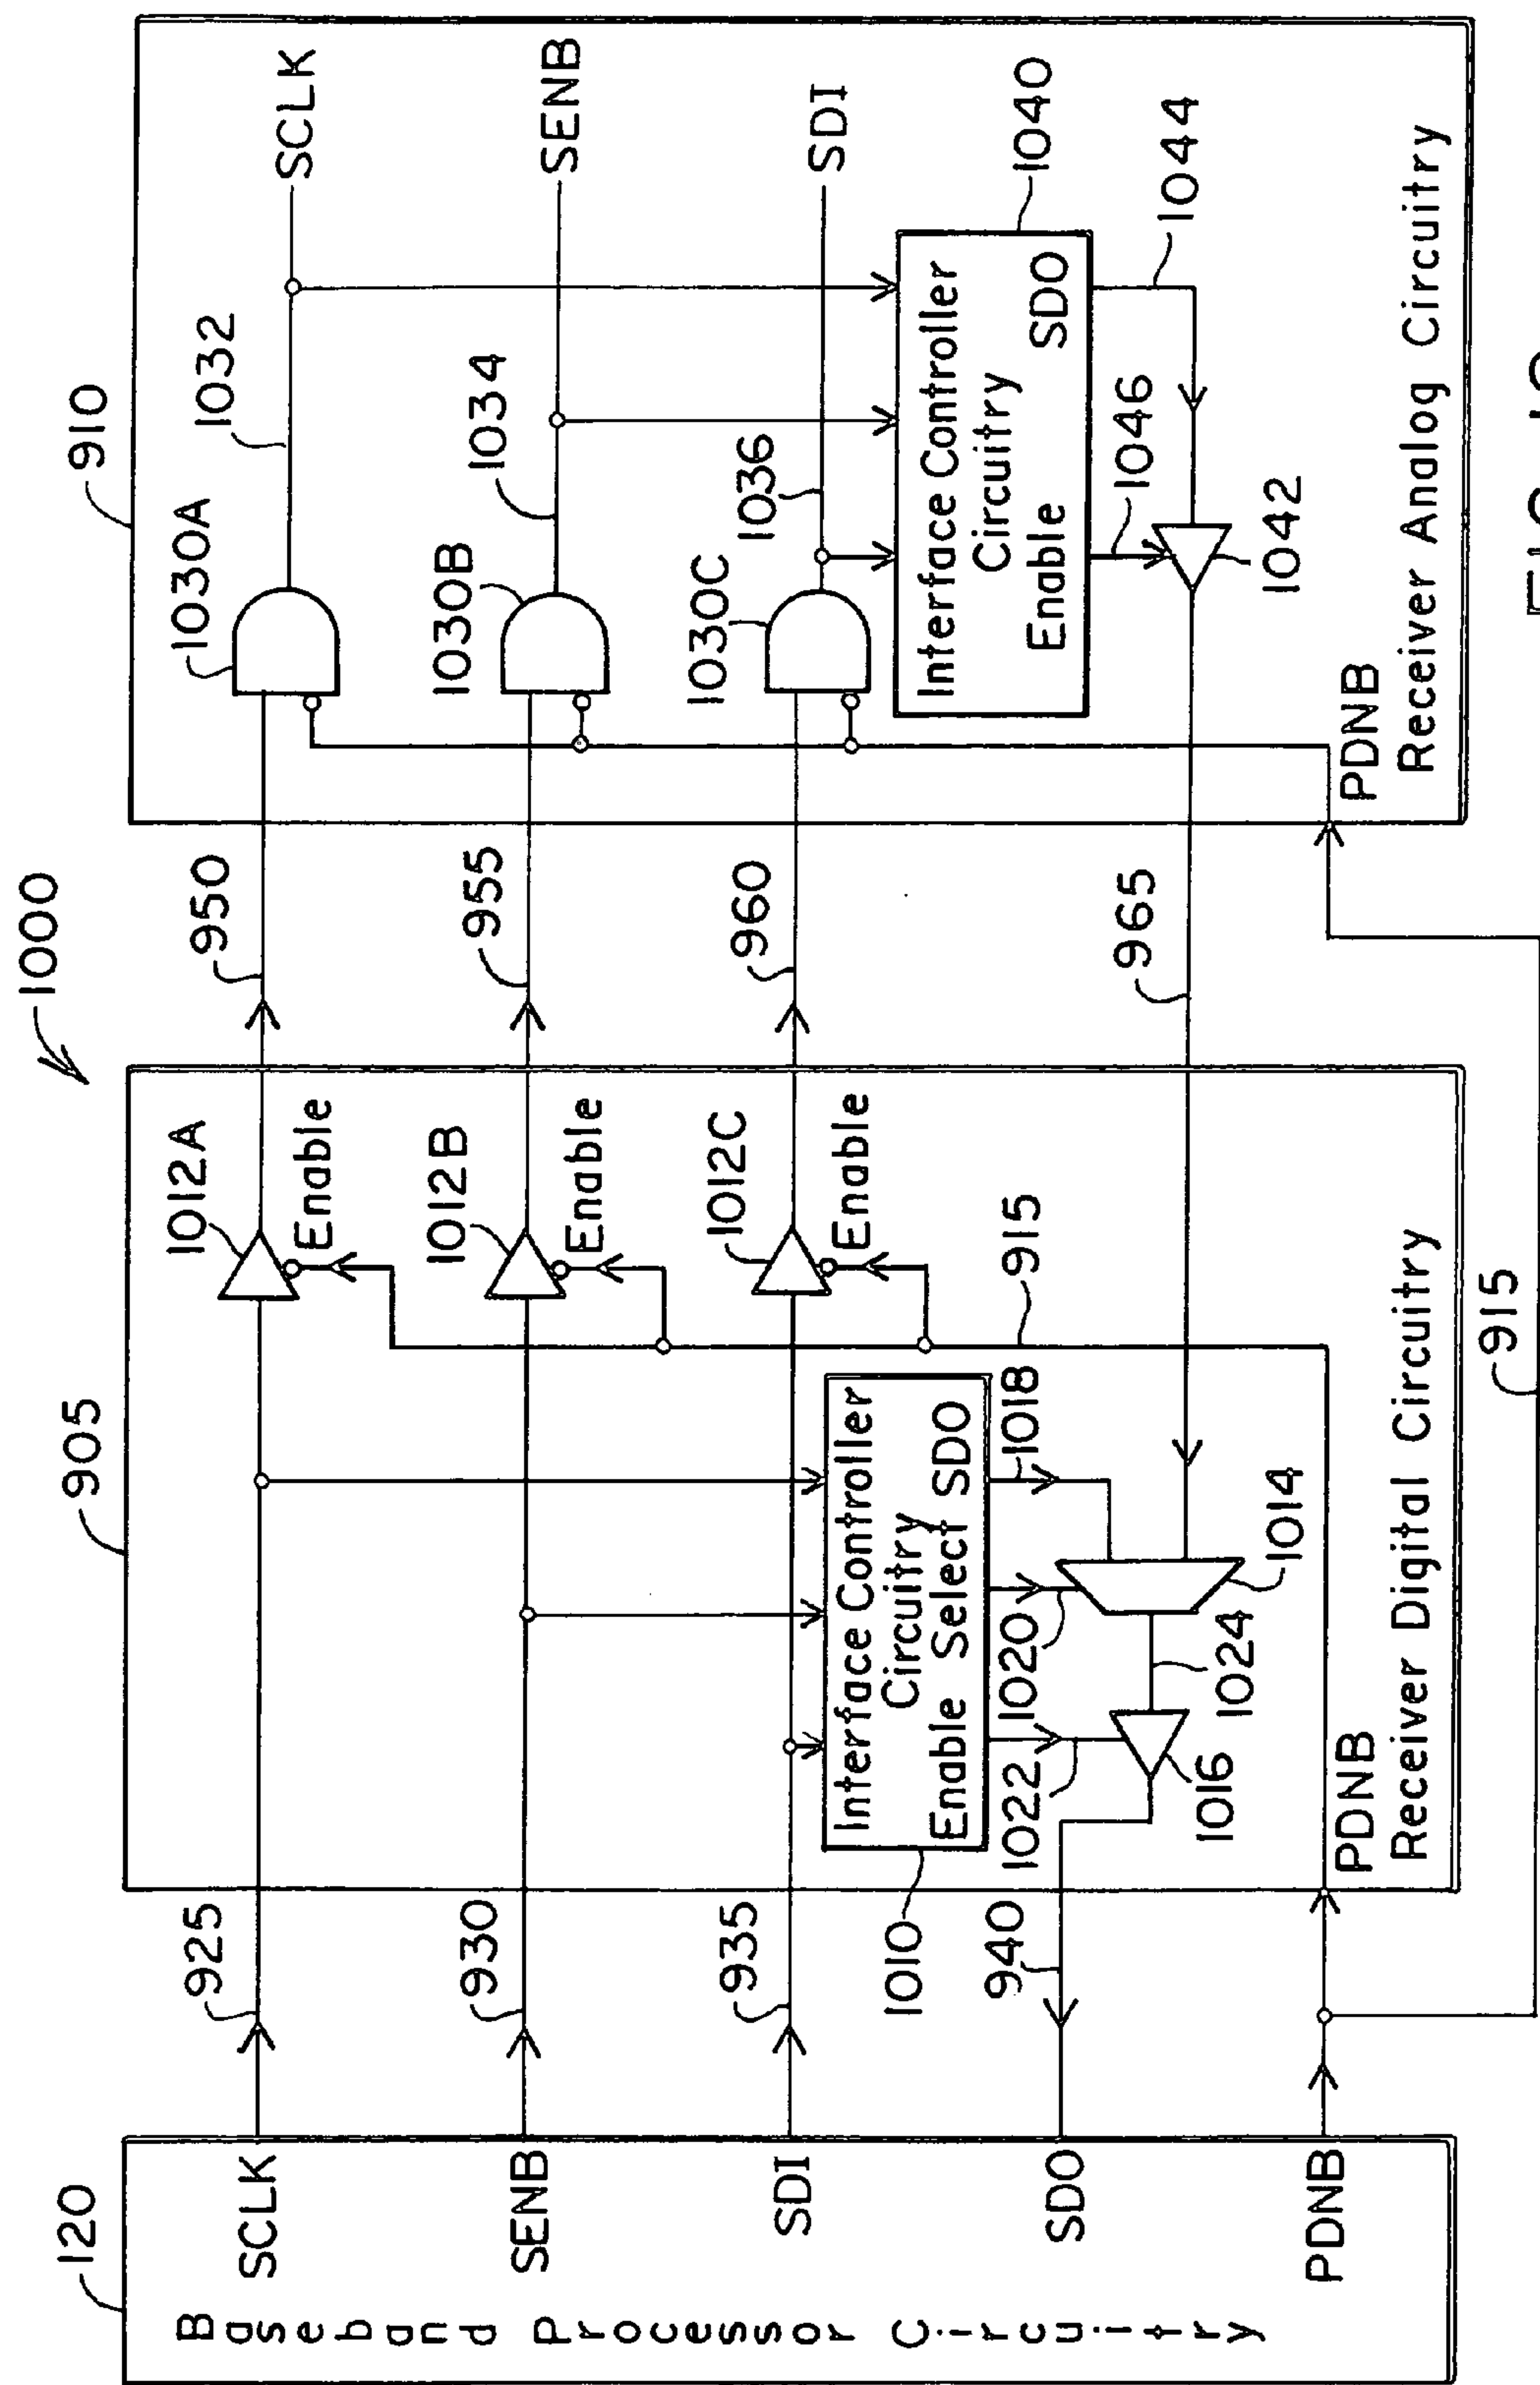 1000
120
Baseband Processor Circuitry
SCLK
SENB
SDI
SDO
PDNB
925
930
935
940
905
1012A
Enable
1012B
Enable
1012C
Enable
915
Interface Controller
Circuitry
Enable Select SDO
1010
1018
1020
1022
1014
1024
1016
PDNB
Receiver Digital Circuitry
915
950
955
960
965
910
1030A
1032
SCLK
1030B
1034
SENB
1030C
1036
SDI
Interface Controller
Circuitry
Enable SDO
1040
1044
1046
1042
PDNB
Receiver Analog Circuitry